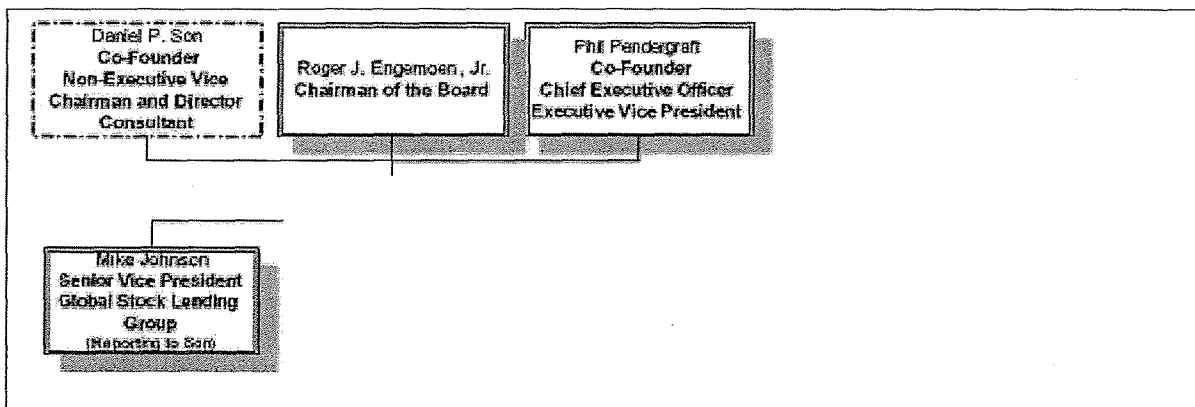 Daniel P. Son
Co-Founder
Non-Executive Vice
Chairman and Director
Consultant
Roger J. Engemoen, Jr.
Chairman of the Board
Phil Pendergraft
Co-Founder
Chief Executive Officer
Executive Vice President
Mike Johnson
Senior Vice President
Global Stock Lending
Group
(Reporting to Son)